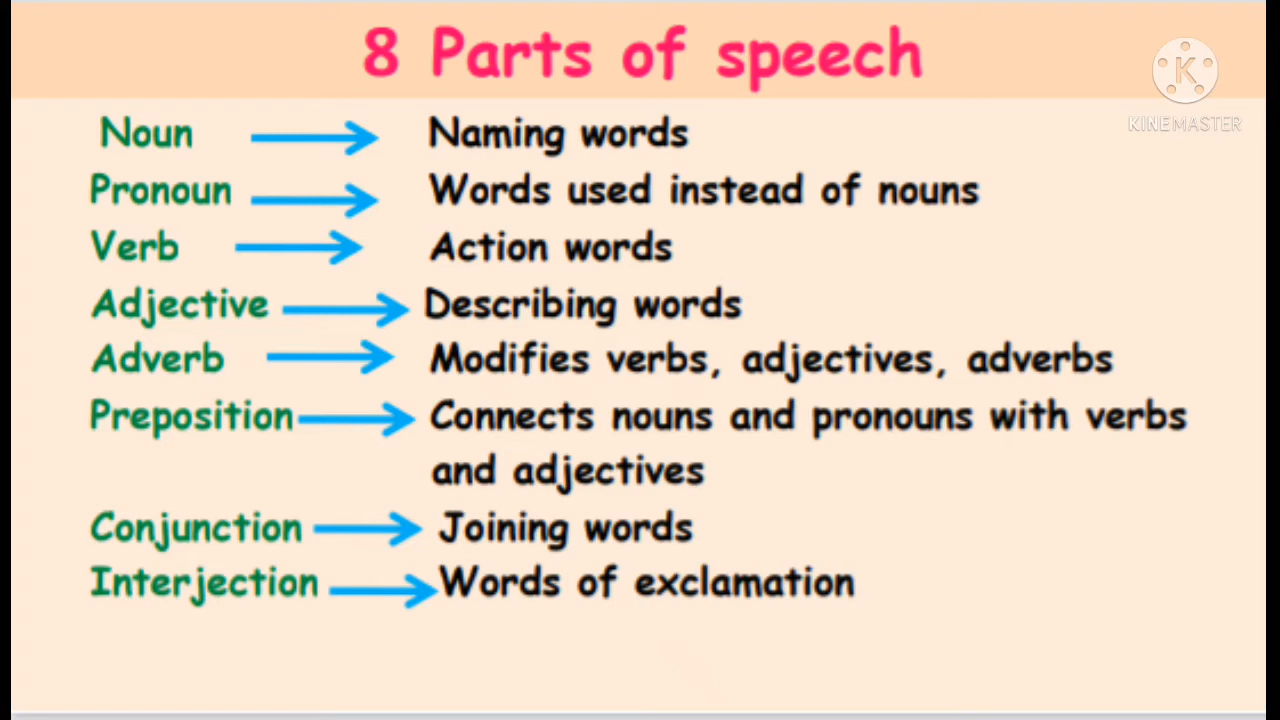 8 Parts of speech
K
KINEMASTER
Noun Naming words
Pronoun Words used instead of nouns
Verb Action words
Adjective Describing words
Adverb Modifies verbs, adjectives, adverbs
Preposition Connects nouns and pronouns with verbs
and adjectives
Conjunction Joining words
Interjection Words of exclamation